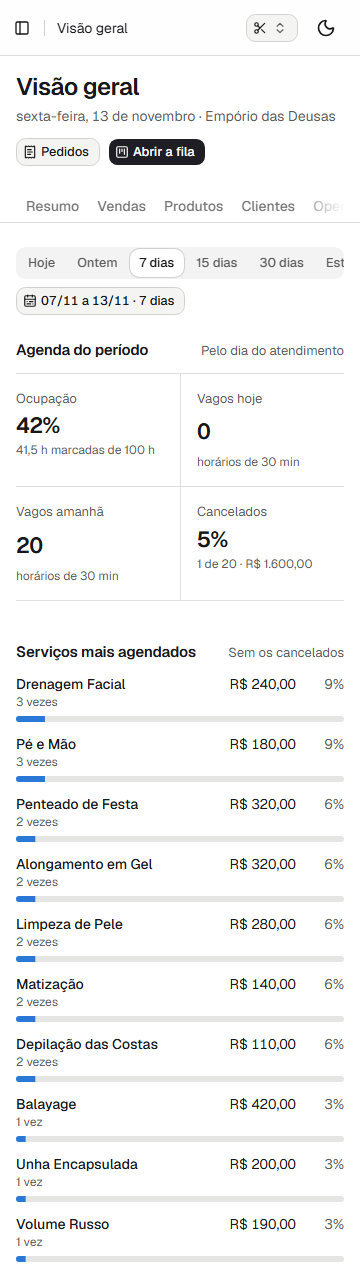 Visão geral
Visão geral
sexta-feira, 13 de novembro · Empório das Deusas
Pedidos
Abrir a fila
Resumo Vendas Produtos Clientes Ope
Hoje Ontem 7 dias 15 dias 30 dias Est
07/11 a 13/11 · 7 dias
Agenda do período Pelo dia do atendimento
Ocupação
42%
41,5 h marcadas de 100 h
Vagos hoje
0
horários de 30 min
Vagos amanhã
20
horários de 30 min
Cancelados
5%
1 de 20 · R$ 1.600,00
Serviços mais agendados Sem os cancelados
Drenagem Facial R$ 240,00 9%
3 vezes
Pé e Mão R$ 180,00 9%
3 vezes
Penteado de Festa R$ 320,00 6%
2 vezes
Alongamento em Gel R$ 320,00 6%
2 vezes
Limpeza de Pele R$ 280,00 6%
2 vezes
Matização R$ 140,00 6%
2 vezes
Depilação das Costas R$ 110,00 6%
2 vezes
Balayage R$ 420,00 3%
1 vez
Unha Encapsulada R$ 200,00 3%
1 vez
Volume Russo R$ 190,00 3%
1 vez